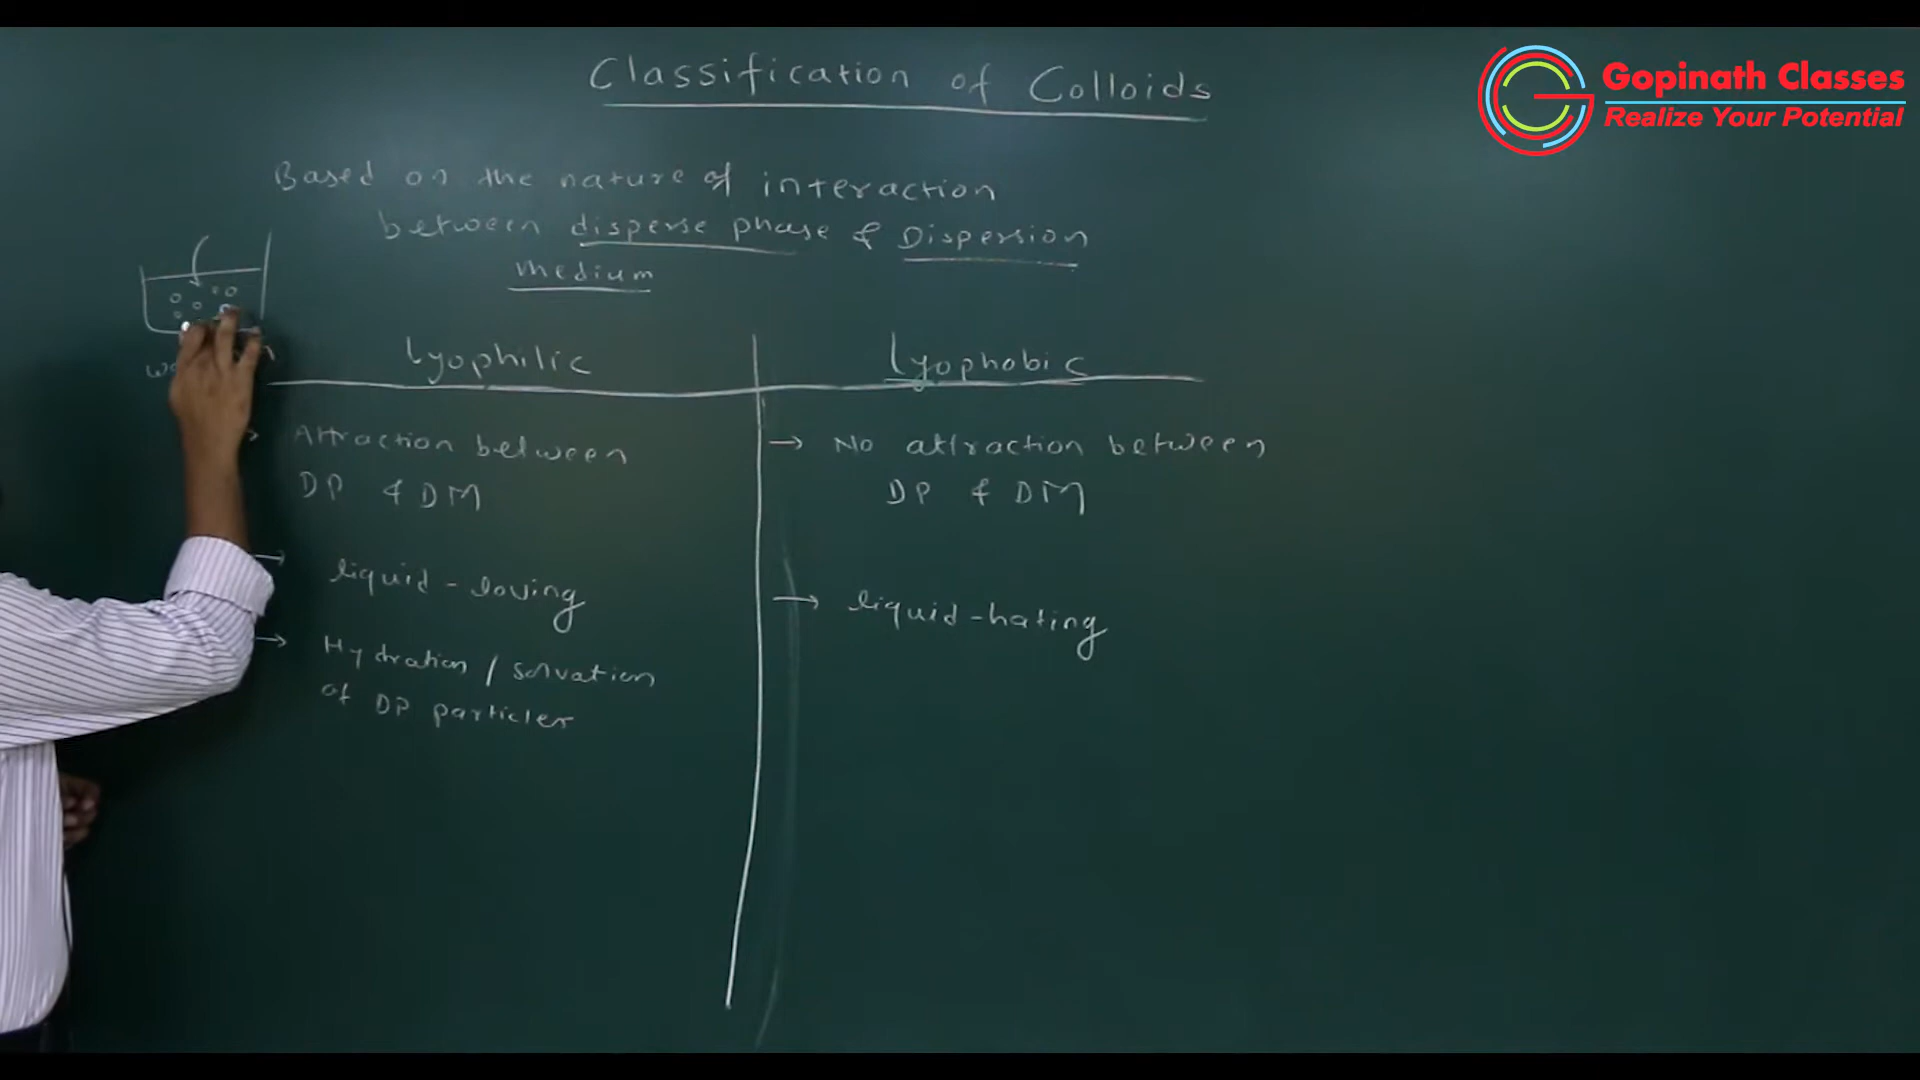 Classification of Colloids
Gopinath Classes
Realize Your Potential
Based on the nature of interaction
between disperse phase & Dispersion
medium
lyophilic
lyophobic
Attraction between
DP & DM
→ liquid-loving
→ Hydration / solvation
of DP particles
→ No attraction between
DP & DM
→ liquid-hating